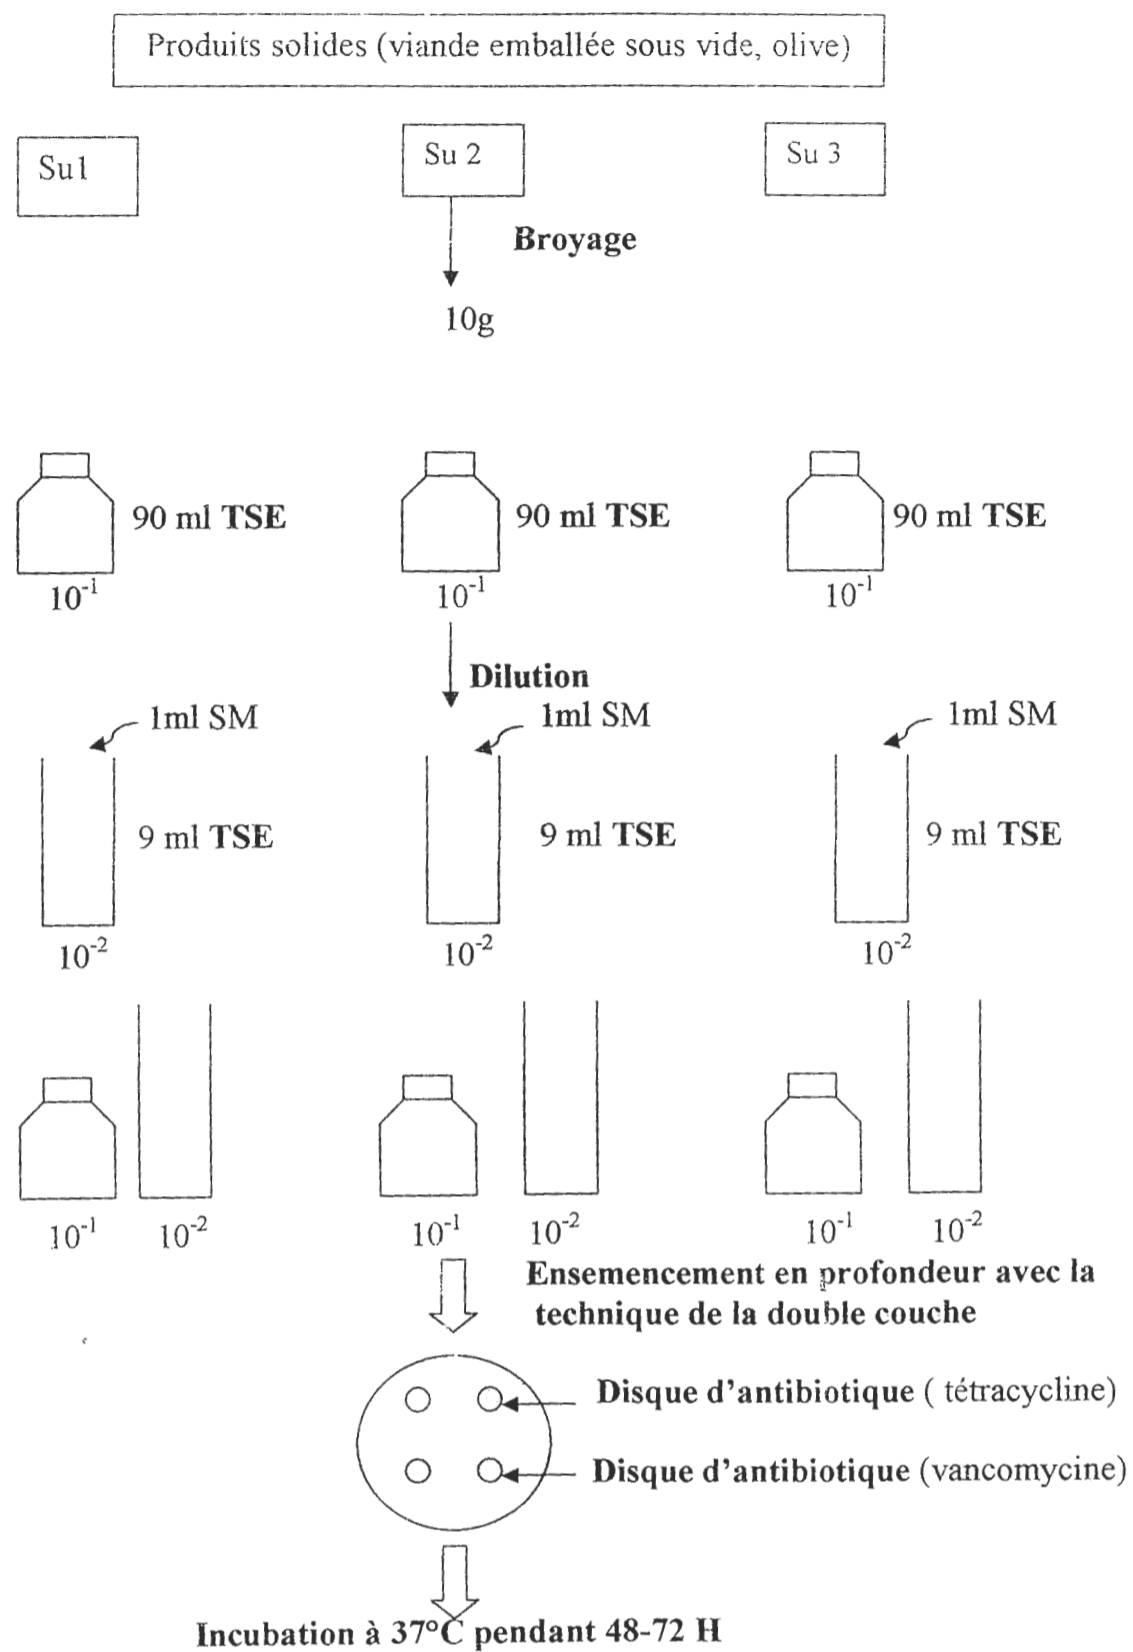 Produits solides (viande emballée sous vide, olive)
Su1
Su 2
Su 3
Broyage
10g
90 ml TSE
90 ml TSE
90 ml TSE
10⁻¹
10⁻¹
10⁻¹
Dilution
1ml SM
1ml SM
1ml SM
9 ml TSE
9 ml TSE
9 ml TSE
10⁻²
10⁻²
10⁻²
10⁻¹
10⁻²
10⁻¹
10⁻²
10⁻¹
10⁻²
Ensemencement en profondeur avec la
technique de la double couche
Disque d'antibiotique ( tétracycline)
Disque d'antibiotique (vancomycine)
Incubation à 37°C pendant 48-72 H